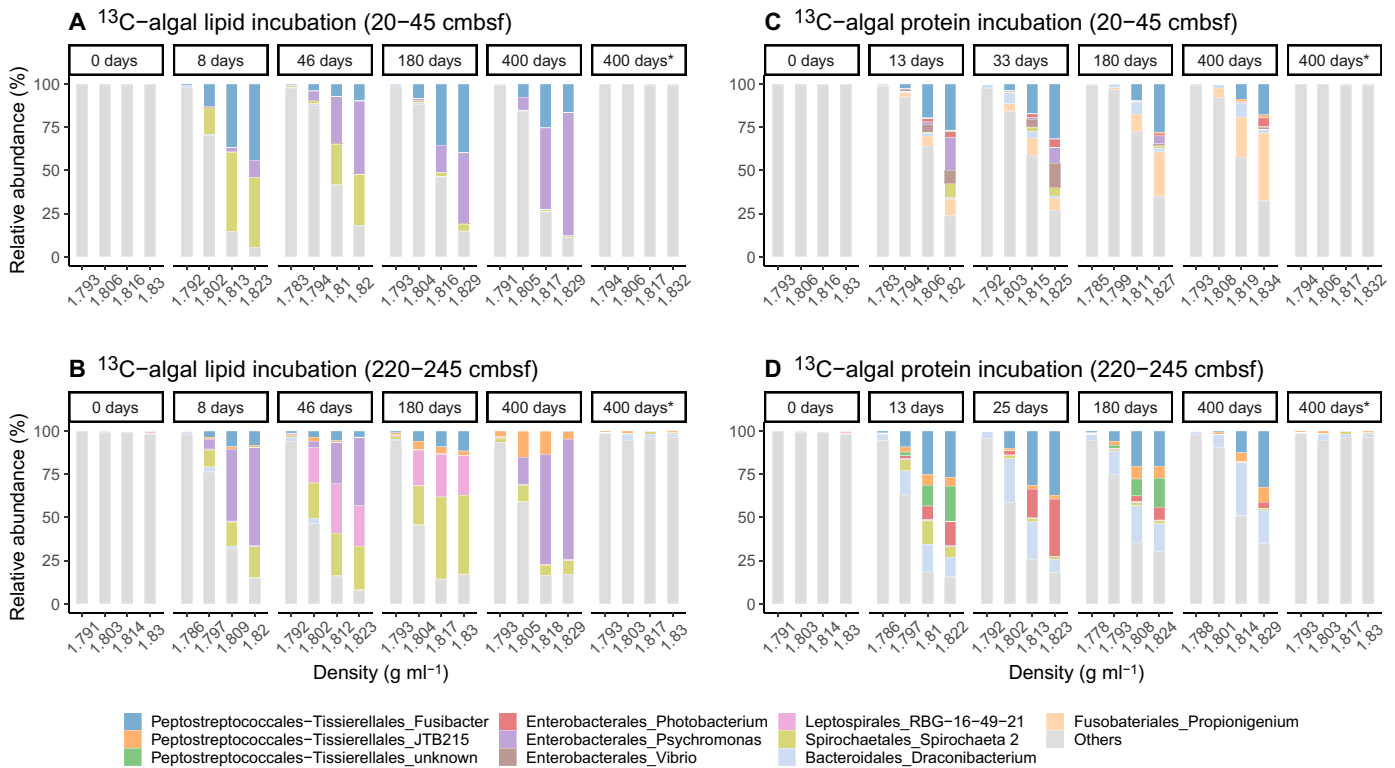 A ¹³C−algal lipid incubation (20−45 cmbsf)
0 days 8 days 46 days 180 days 400 days 400 days*
Relative abundance (%)
100
75
50
25
0
1.793 1.806 1.816 1.83 1.792 1.802 1.813 1.823 1.783 1.794 1.81 1.82 1.793 1.804 1.816 1.829 1.791 1.805 1.817 1.829 1.794 1.806 1.817 1.832
C ¹³C−algal protein incubation (20−45 cmbsf)
0 days 13 days 33 days 180 days 400 days 400 days*
Relative abundance (%)
100
75
50
25
0
1.793 1.806 1.816 1.83 1.783 1.794 1.806 1.82 1.792 1.803 1.815 1.825 1.785 1.799 1.811 1.827 1.793 1.808 1.819 1.834 1.794 1.806 1.817 1.832
B ¹³C−algal lipid incubation (220−245 cmbsf)
0 days 8 days 46 days 180 days 400 days 400 days*
Relative abundance (%)
100
75
50
25
0
1.791 1.803 1.814 1.83 1.786 1.797 1.809 1.82 1.792 1.802 1.812 1.823 1.793 1.804 1.817 1.83 1.793 1.805 1.818 1.829 1.793 1.803 1.817 1.83
Density (g ml⁻¹)
D ¹³C−algal protein incubation (220−245 cmbsf)
0 days 13 days 25 days 180 days 400 days 400 days*
Relative abundance (%)
100
75
50
25
0
1.791 1.803 1.814 1.83 1.786 1.797 1.81 1.822 1.792 1.802 1.813 1.823 1.778 1.793 1.808 1.824 1.788 1.801 1.814 1.829 1.793 1.803 1.817 1.83
Density (g ml⁻¹)
Peptostreptococcales−Tissierellales_Fusibacter
Peptostreptococcales−Tissierellales_JTB215
Peptostreptococcales−Tissierellales_unknown
Enterobacterales_Photobacterium
Enterobacterales_Psychromonas
Enterobacterales_Vibrio
Leptospirales_RBG−16−49−21
Spirochaetales_Spirochaeta 2
Bacteroidales_Draconibacterium
Fusobateriales_Propionigenium
Others